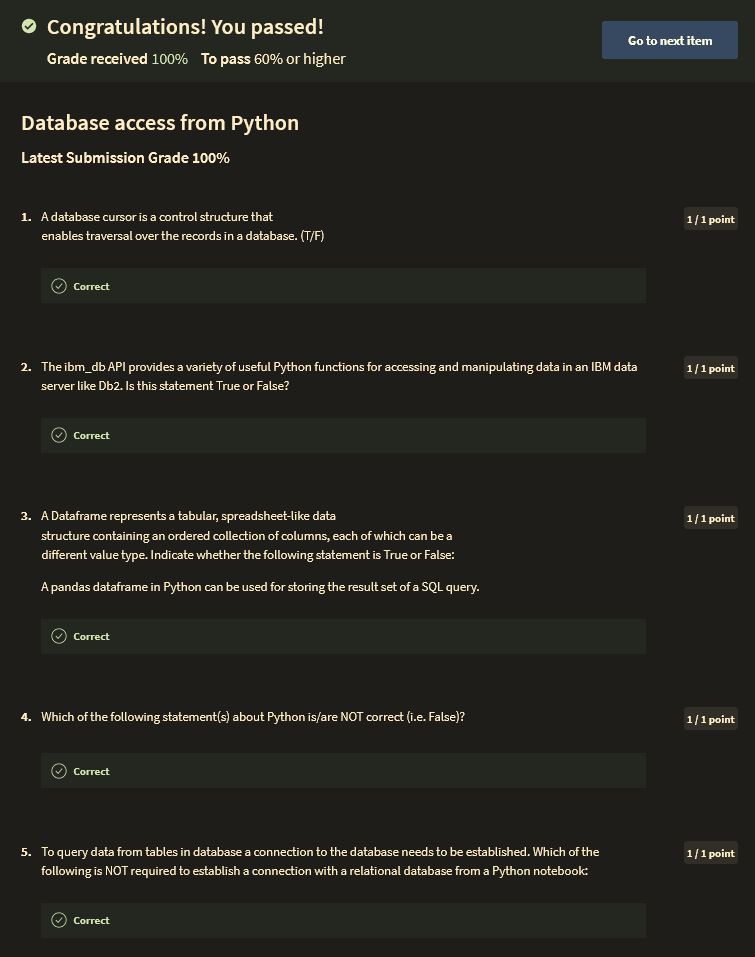 Congratulations! You passed!
Grade received 100% To pass 60% or higher
Go to next item
Database access from Python
Latest Submission Grade 100%
1. A database cursor is a control structure that
enables traversal over the records in a database. (T/F)
1 / 1 point
Correct
2. The ibm_db API provides a variety of useful Python functions for accessing and manipulating data in an IBM data
server like Db2. Is this statement True or False?
1 / 1 point
Correct
3. A Dataframe represents a tabular, spreadsheet-like data
structure containing an ordered collection of columns, each of which can be a
different value type. Indicate whether the following statement is True or False:
A pandas dataframe in Python can be used for storing the result set of a SQL query.
1 / 1 point
Correct
4. Which of the following statement(s) about Python is/are NOT correct (i.e. False)?
1 / 1 point
Correct
5. To query data from tables in database a connection to the database needs to be established. Which of the
following is NOT required to establish a connection with a relational database from a Python notebook:
1 / 1 point
Correct